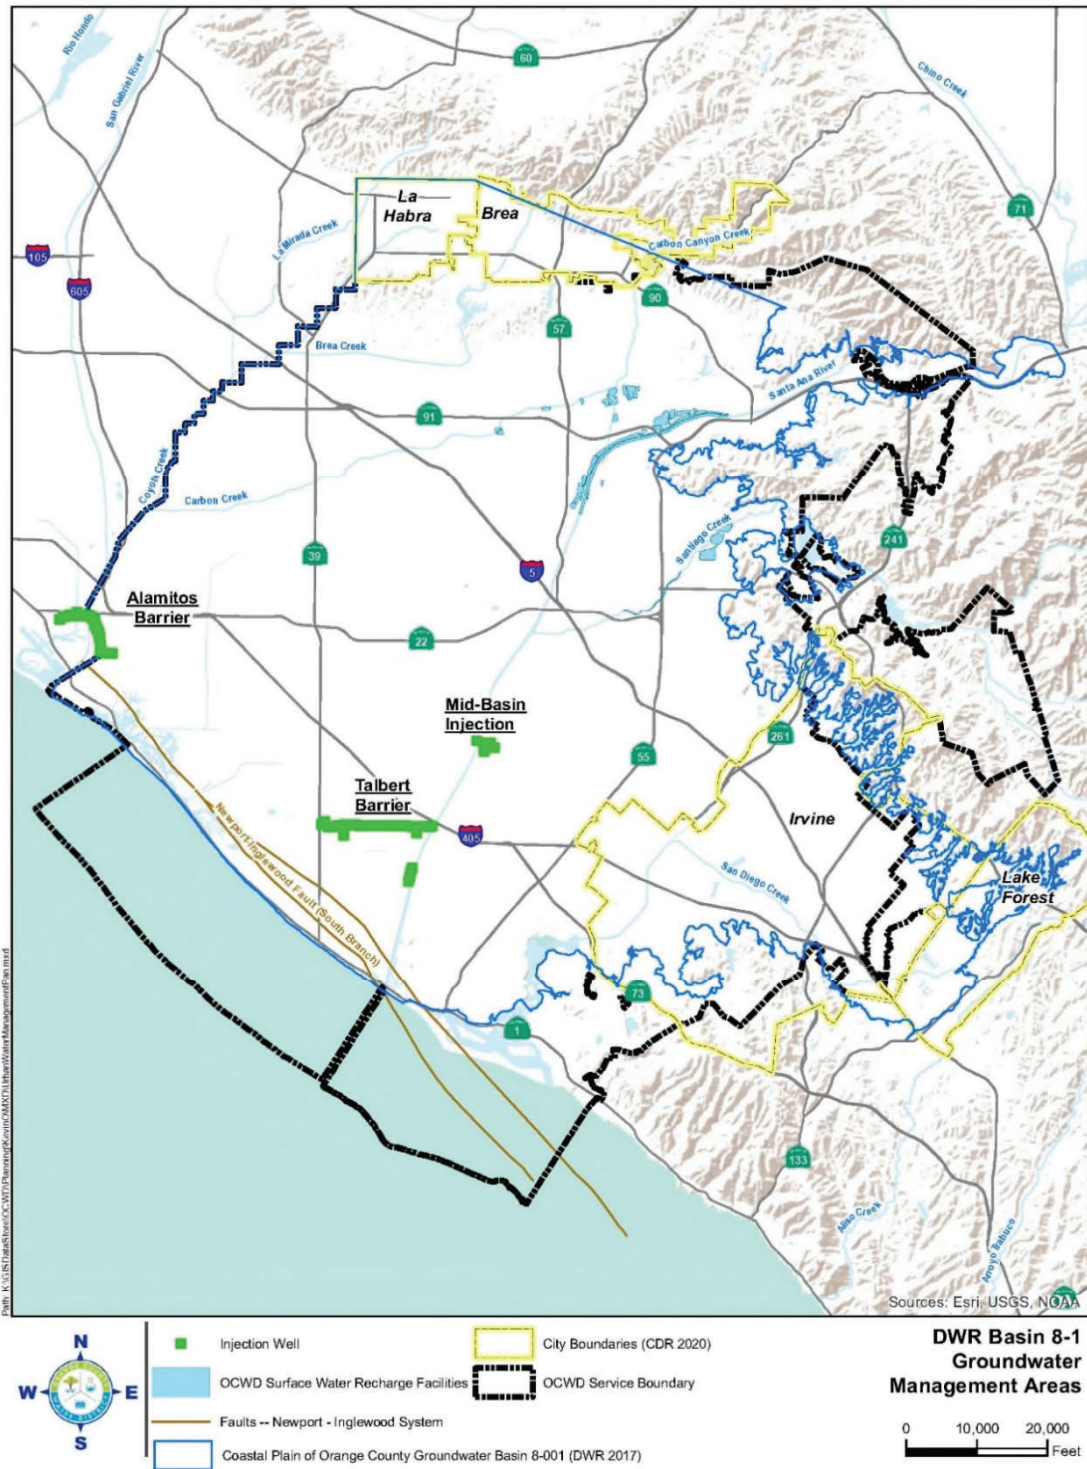 Rio Hondo
San Gabriel River
60
Chino Creek
71
La
Habra
Brea
La Mirada Creek
Carbon Canyon Creek
105
605
90
57
Brea Creek
Santa Ana River
91
Coyote Creek
Carbon Creek
Santiago Creek
241
39
5
Alamitos
Barrier
22
Mid-Basin
Injection
261
55
Talbert
Barrier
405
Irvine
Newport-Inglewood Fault (South Branch)
San Diego Creek
Lake
Forest
73
1
133
Aliso Creek
Arroyo Trabuco
Sources: Esri, USGS, NOAA
N
W
E
S
Injection Well
OCWD Surface Water Recharge Facilities
Faults -- Newport - Inglewood System
Coastal Plain of Orange County Groundwater Basin 8-001 (DWR 2017)
City Boundaries (CDR 2020)
OCWD Service Boundary
DWR Basin 8-1
Groundwater
Management Areas
0 10,000 20,000
Feet